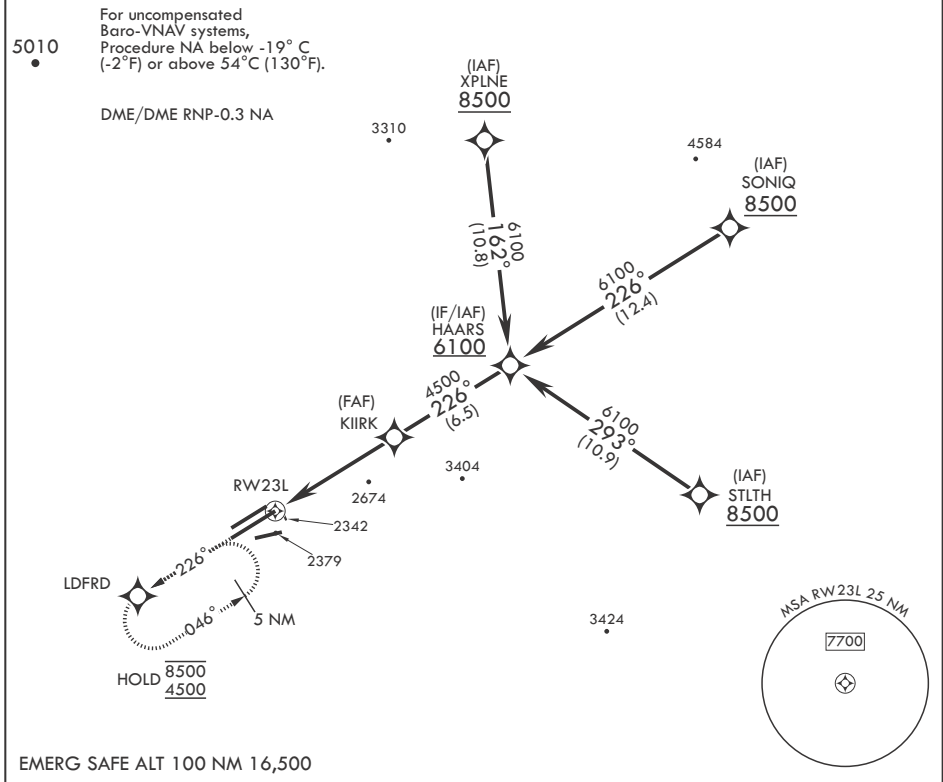 For uncompensated
Baro-VNAV systems,
Procedure NA below -19° C
(-2°F) or above 54°C (130°F).
5010
DME/DME RNP-0.3 NA
(IAF)
XPLNE
8500
3310
4584
(IAF)
SONIQ
8500
6100
162°
(10.8)
6100
226°
(12.4)
(IF/IAF)
HAARS
6100
4500
226°
(6.5)
(FAF)
KIIRK
6100
293°
(10.9)
3404
(IAF)
STLTH
8500
RW23L
2674
2342
2379
226°
LDFRD
046°
5 NM
3424
MSA RW23L 25 NM
7700
HOLD 8500
4500
EMERG SAFE ALT 100 NM 16,500